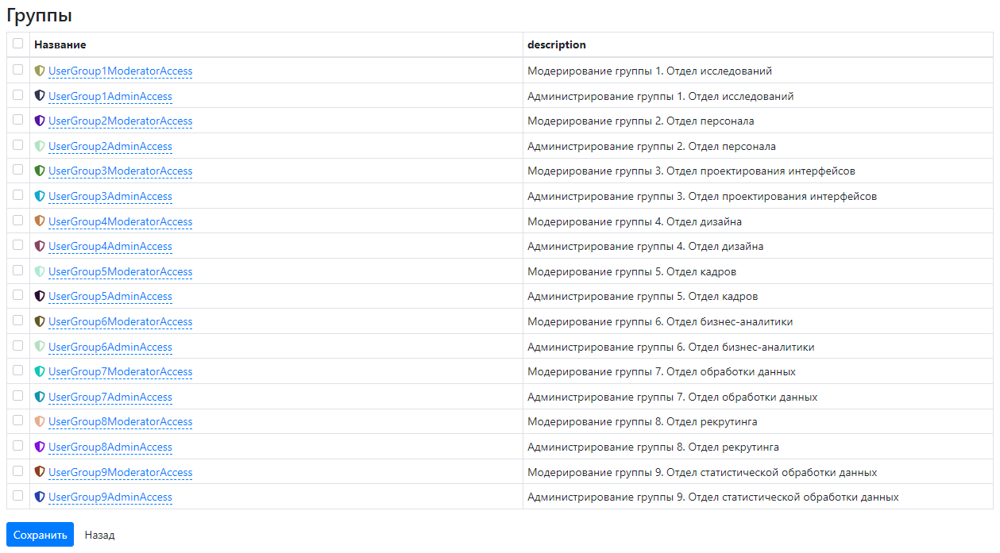 Группы
Название description
UserGroup1ModeratorAccess Модерирование группы 1. Отдел исследований
UserGroup1AdminAccess Администрирование группы 1. Отдел исследований
UserGroup2ModeratorAccess Модерирование группы 2. Отдел персонала
UserGroup2AdminAccess Администрирование группы 2. Отдел персонала
UserGroup3ModeratorAccess Модерирование группы 3. Отдел проектирования интерфейсов
UserGroup3AdminAccess Администрирование группы 3. Отдел проектирования интерфейсов
UserGroup4ModeratorAccess Модерирование группы 4. Отдел дизайна
UserGroup4AdminAccess Администрирование группы 4. Отдел дизайна
UserGroup5ModeratorAccess Модерирование группы 5. Отдел кадров
UserGroup5AdminAccess Администрирование группы 5. Отдел кадров
UserGroup6ModeratorAccess Модерирование группы 6. Отдел бизнес-аналитики
UserGroup6AdminAccess Администрирование группы 6. Отдел бизнес-аналитики
UserGroup7ModeratorAccess Модерирование группы 7. Отдел обработки данных
UserGroup7AdminAccess Администрирование группы 7. Отдел обработки данных
UserGroup8ModeratorAccess Модерирование группы 8. Отдел рекрутинга
UserGroup8AdminAccess Администрирование группы 8. Отдел рекрутинга
UserGroup9ModeratorAccess Модерирование группы 9. Отдел статистической обработки данных
UserGroup9AdminAccess Администрирование группы 9. Отдел статистической обработки данных
Сохранить Назад